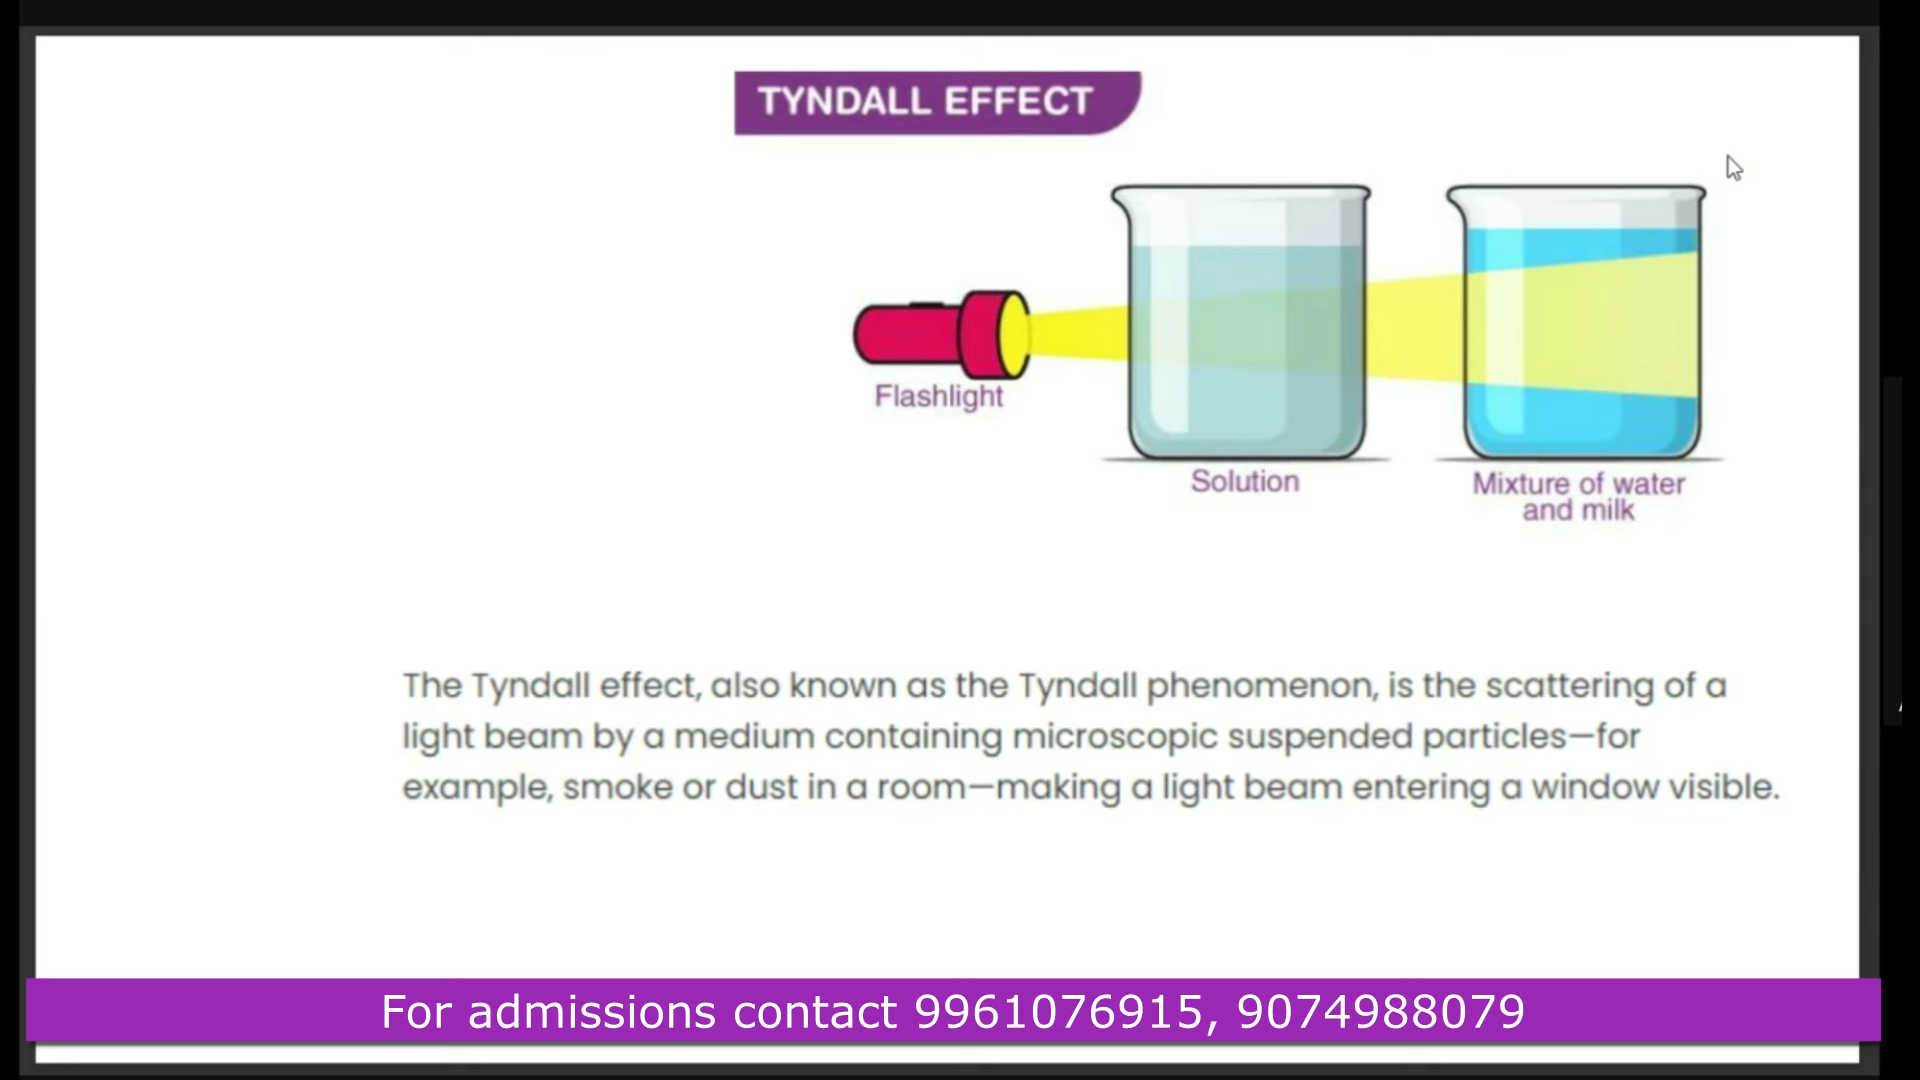 TYNDALL EFFECT
Flashlight
Solution
Mixture of water
and milk
The Tyndall effect, also known as the Tyndall phenomenon, is the scattering of a
light beam by a medium containing microscopic suspended particles—for
example, smoke or dust in a room—making a light beam entering a window visible.
For admissions contact 9961076915, 9074988079